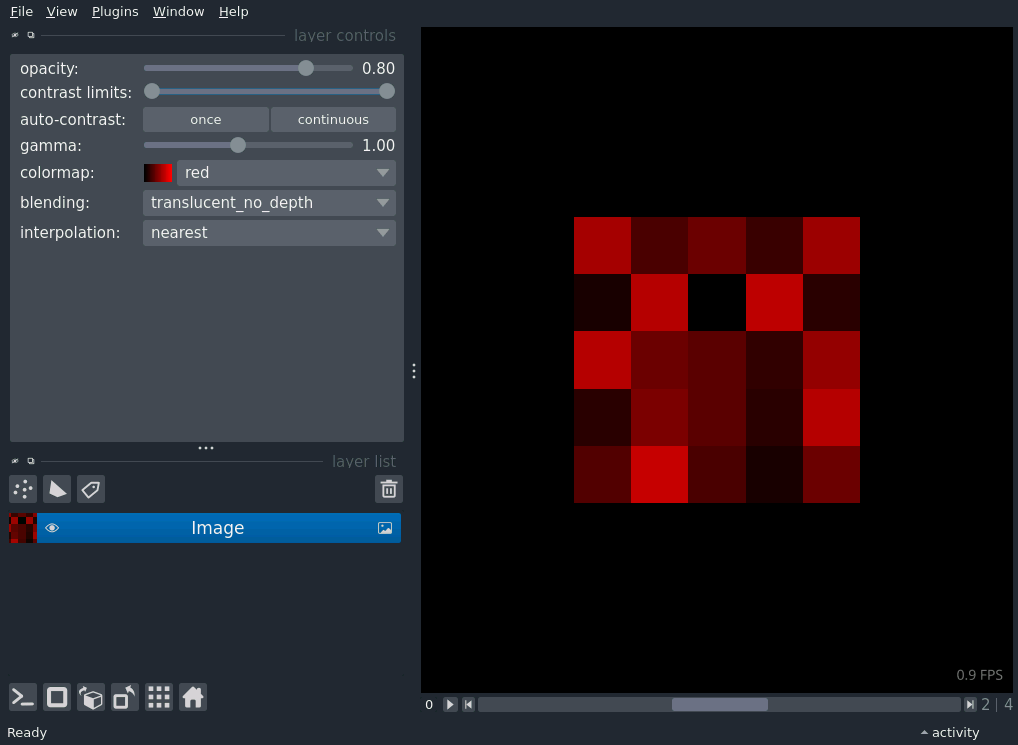 File View Plugins Window Help
layer controls
opacity: 0.80
contrast limits:
auto-contrast: once continuous
gamma: 1.00
colormap: red
blending: translucent_no_depth
interpolation: nearest
layer list
Image
0.9 FPS
0 2 | 4
Ready activity